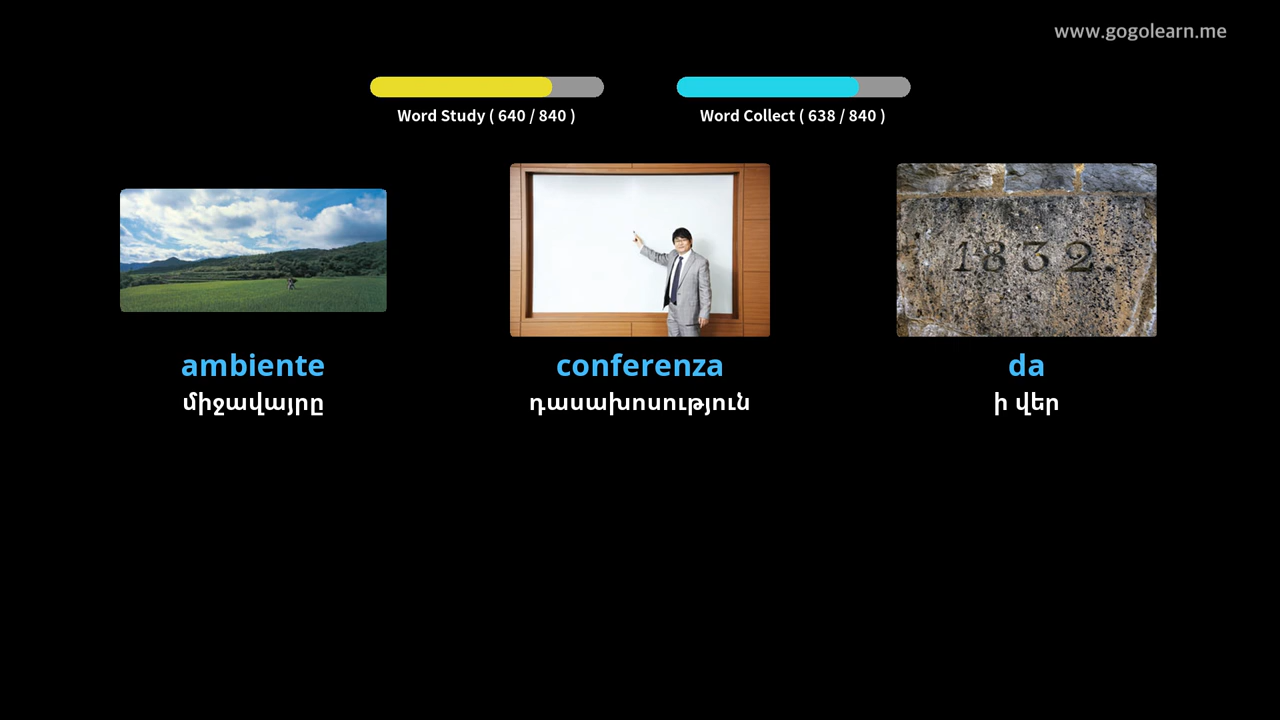 www.gogolearn.me
Word Study ( 640 / 840 )
Word Collect ( 638 / 840 )
1832.
ambiente
conferenza
da
միջավայրը
դասախոսություն
ի վեր